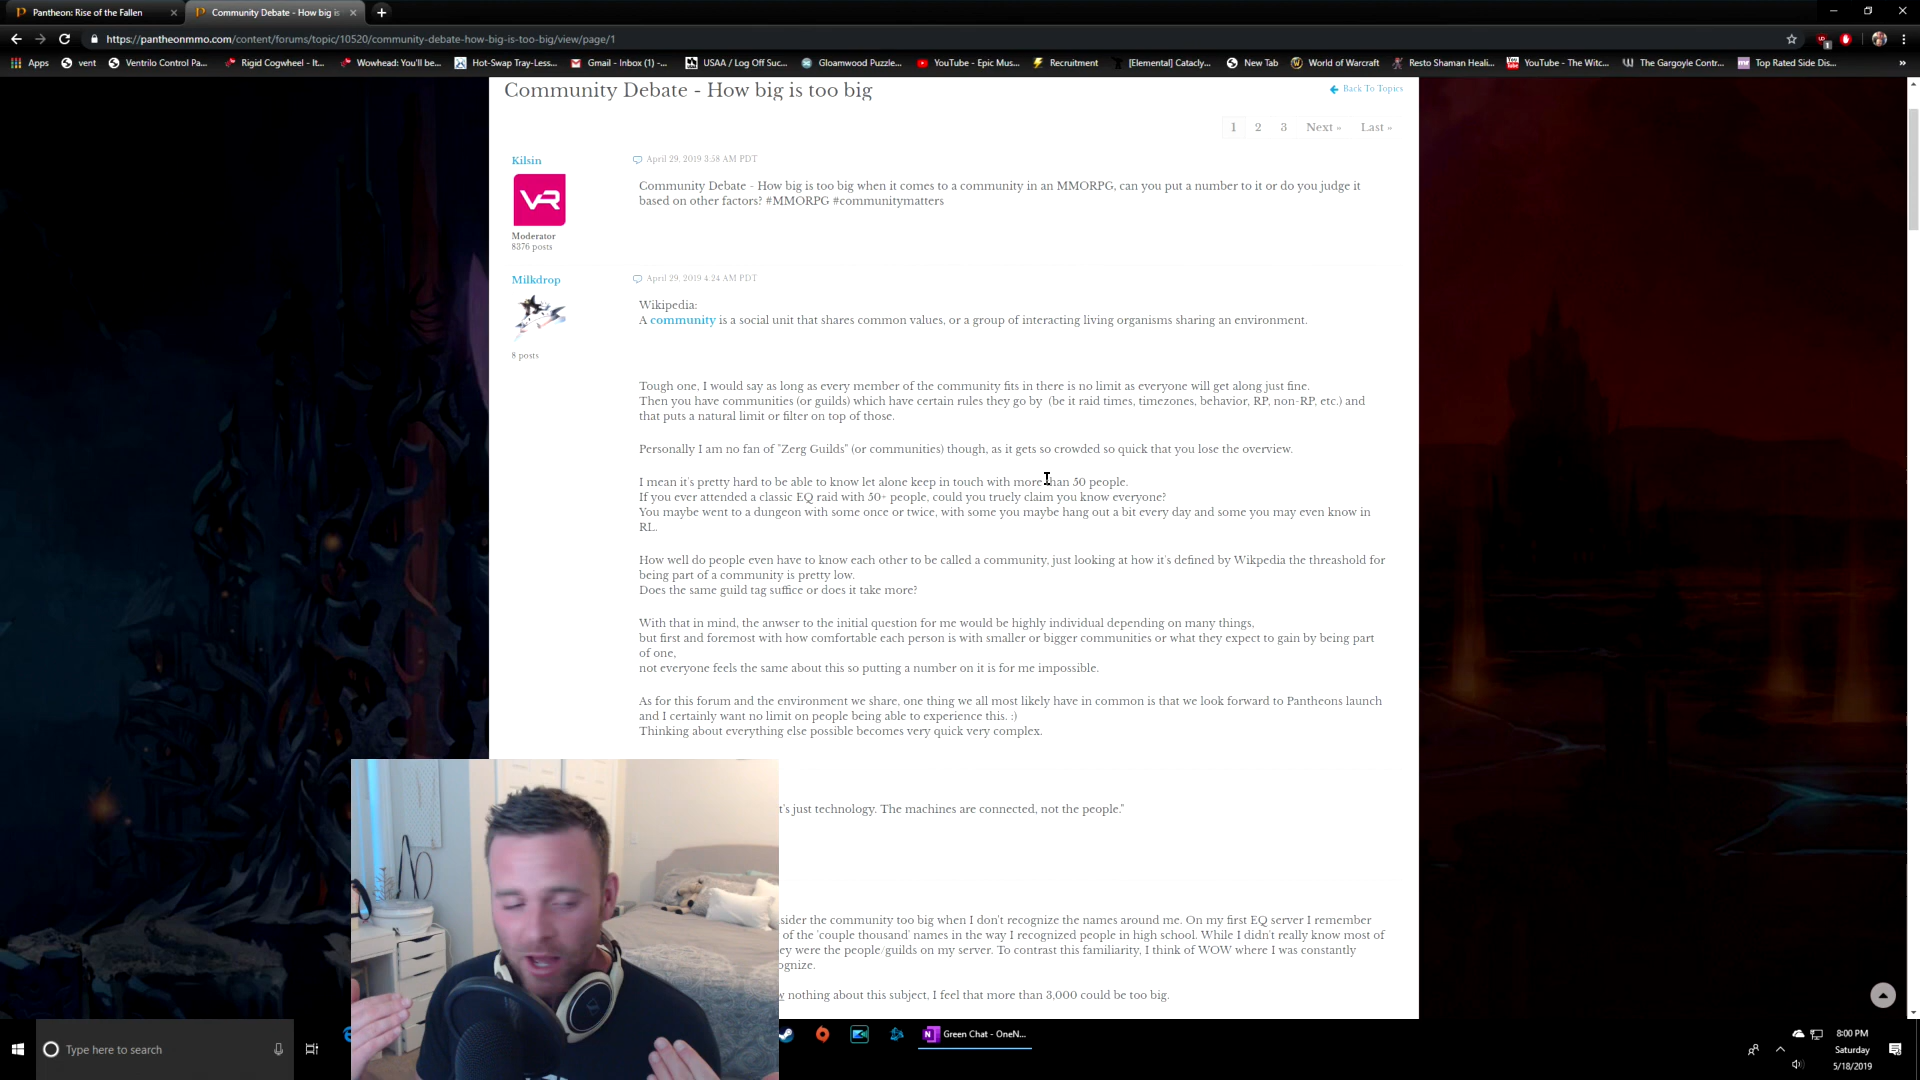 Pantheon: Rise of the Fallen
Community Debate - How big is
https://pantheonmmo.com/content/forums/topic/10520/community-debate-how-big-is-too-big/view/page/1
Apps vent Ventrilo Control Pa... Rigid Cogwheel - It... Wowhead: You'll be... Hot-Swap Tray-Less... Gmail - Inbox (1) -... USAA / Log Off Suc... Gloamwood Puzzle... YouTube - Epic Mus... Recruitment [Elemental] Catacly... New Tab World of Warcraft Resto Shaman Heali... YouTube - The Witc... The Gargoyle Contr... Top Rated Side Dis... »
Community Debate - How big is too big
Back To Topics
1 2 3 Next » Last »
Kilsin
April 29, 2019 3:58 AM PDT
Community Debate - How big is too big when it comes to a community in an MMORPG, can you put a number to it or do you judge it
based on other factors? #MMORPG #communitymatters
VR
Moderator
8376 posts
Milkdrop
April 29, 2019 4:24 AM PDT
Wikipedia:
A community is a social unit that shares common values, or a group of interacting living organisms sharing an environment.
8 posts
Tough one, I would say as long as every member of the community fits in there is no limit as everyone will get along just fine.
Then you have communities (or guilds) which have certain rules they go by (be it raid times, timezones, behavior, RP, non-RP, etc.) and
that puts a natural limit or filter on top of those.
Personally I am no fan of "Zerg Guilds" (or communities) though, as it gets so crowded so quick that you lose the overview.
I mean it's pretty hard to be able to know let alone keep in touch with more than 50 people.
If you ever attended a classic EQ raid with 50+ people, could you truely claim you know everyone?
You maybe went to a dungeon with some once or twice, with some you maybe hang out a bit every day and some you may even know in
RL.
How well do people even have to know each other to be called a community, just looking at how it's defined by Wikpedia the threashold for
being part of a community is pretty low.
Does the same guild tag suffice or does it take more?
With that in mind, the anwser to the initial question for me would be highly individual depending on many things,
but first and foremost with how comfortable each person is with smaller or bigger communities or what they expect to gain by being part
of one,
not everyone feels the same about this so putting a number on it is for me impossible.
As for this forum and the environment we share, one thing we all most likely have in common is that we look forward to Pantheons launch
and I certainly want no limit on people being able to experience this. :)
Thinking about everything else possible becomes very quick very complex.
t's just technology. The machines are connected, not the people."
sider the community too big when I don't recognize the names around me. On my first EQ server I remember
of the 'couple thousand' names in the way I recognized people in high school. While I didn't really know most of
ey were the people/guilds on my server. To contrast this familiarity, I think of WOW where I was constantly
ognize.
nothing about this subject, I feel that more than 3,000 could be too big.
Type here to search
Green Chat - OneN...
8:00 PM
Saturday
5/18/2019